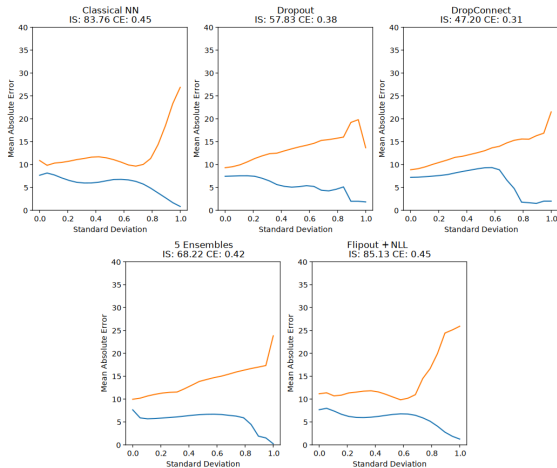 Classical NN
IS: 83.76 CE: 0.45
Mean Absolute Error
40
35
30
25
20
15
10
5
0
0.0 0.2 0.4 0.6 0.8 1.0
Standard Deviation
Dropout
IS: 57.83 CE: 0.38
Mean Absolute Error
40
35
30
25
20
15
10
5
0
0.0 0.2 0.4 0.6 0.8 1.0
Standard Deviation
DropConnect
IS: 47.20 CE: 0.31
Mean Absolute Error
40
35
30
25
20
15
10
5
0
0.0 0.2 0.4 0.6 0.8 1.0
Standard Deviation
5 Ensembles
IS: 68.22 CE: 0.42
Mean Absolute Error
40
35
30
25
20
15
10
5
0
0.0 0.2 0.4 0.6 0.8 1.0
Standard Deviation
Flipout + NLL
IS: 85.13 CE: 0.45
Mean Absolute Error
40
35
30
25
20
15
10
5
0
0.0 0.2 0.4 0.6 0.8 1.0
Standard Deviation